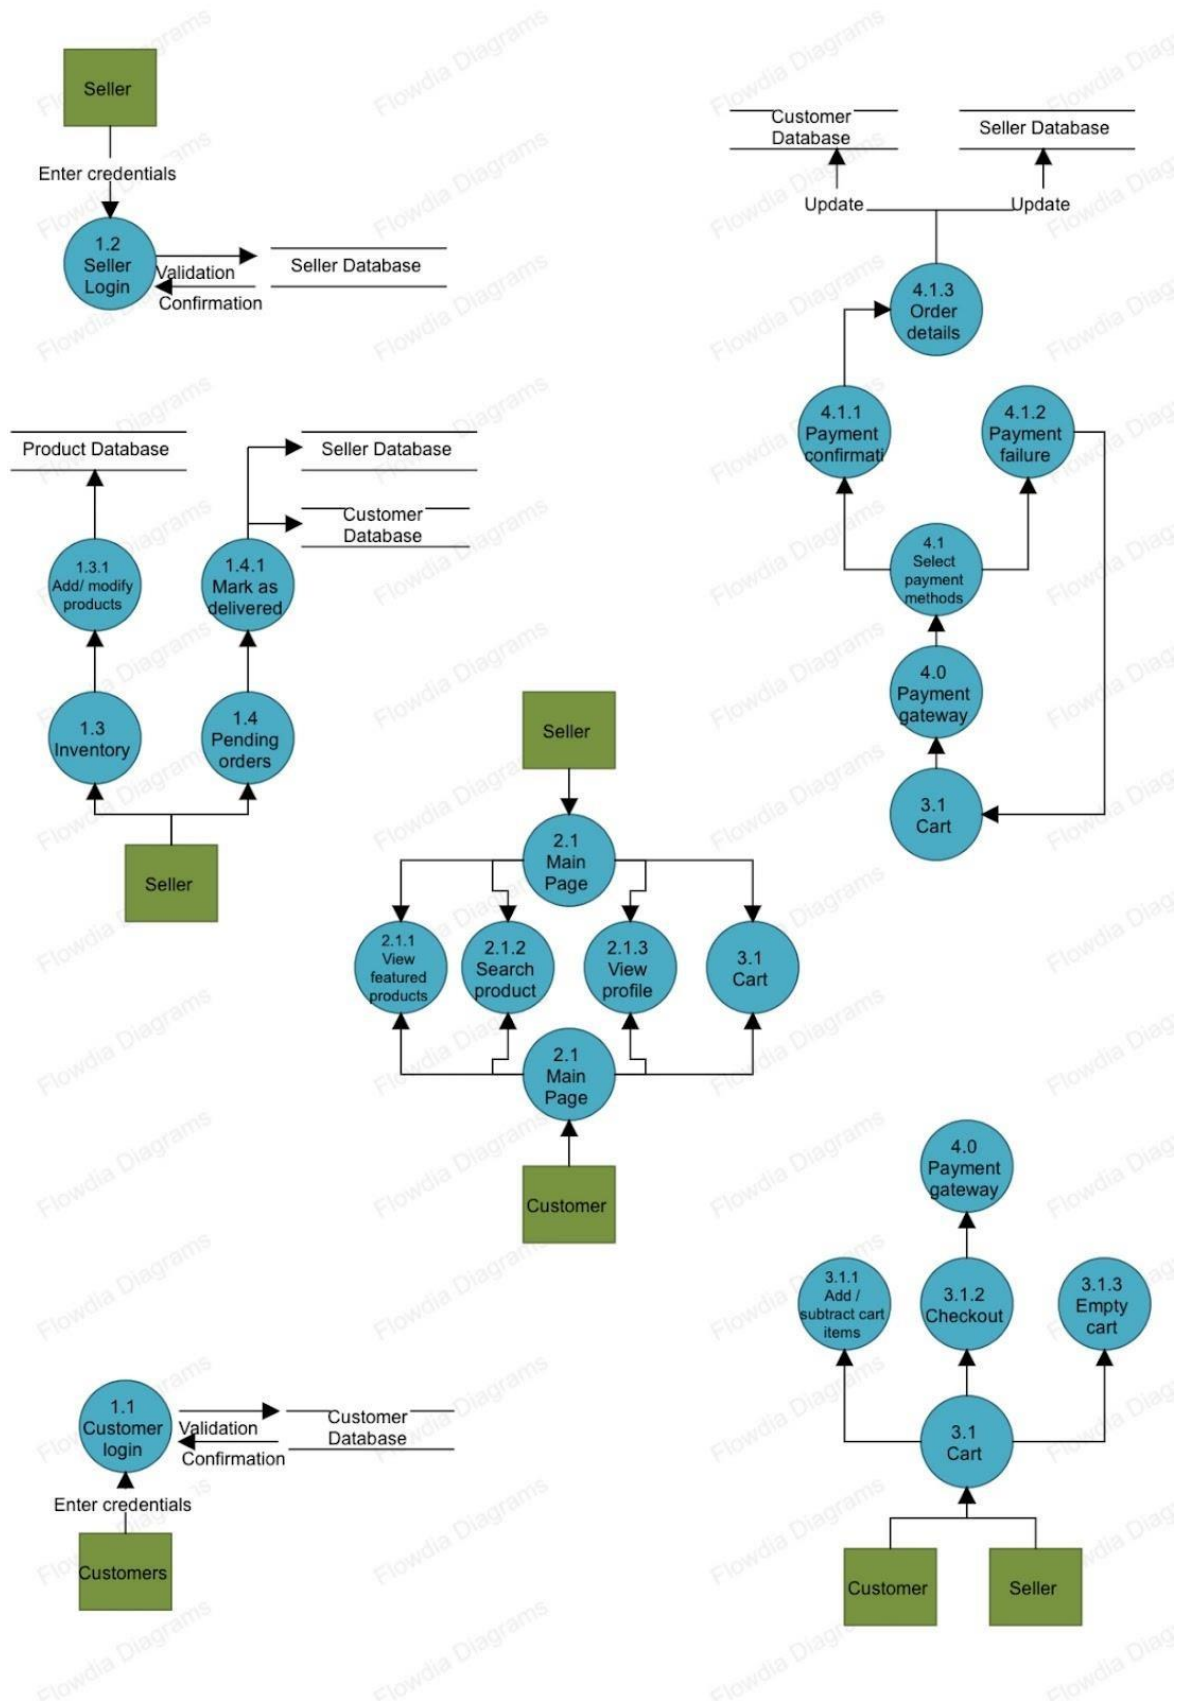 Seller
Enter credentials
1.2
Seller
Login
Validation
Confirmation
Seller Database
Customer
Database
Seller Database
Update
Update
4.1.3
Order
details
4.1.1
Payment
confirmati
4.1.2
Payment
failure
4.1
Select
payment
methods
4.0
Payment
gateway
3.1
Cart
Product Database
Seller Database
Customer
Database
1.3.1
Add/ modify
products
1.4.1
Mark as
delivered
1.3
Inventory
1.4
Pending
orders
Seller
Seller
2.1
Main
Page
2.1.1
View
featured
products
2.1.2
Search
product
2.1.3
View
profile
3.1
Cart
2.1
Main
Page
Customer
4.0
Payment
gateway
3.1.1
Add /
subtract cart
items
3.1.2
Checkout
3.1.3
Empty
cart
3.1
Cart
Customer
Seller
1.1
Customer
login
Validation
Confirmation
Customer
Database
Enter credentials
Customers
Flowdia Diagrams